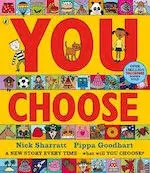 YOU
CHOOSE
Nick Sharratt Pippa Goodhart
A NEW STORY EVERY TIME – what will YOU CHOOSE?